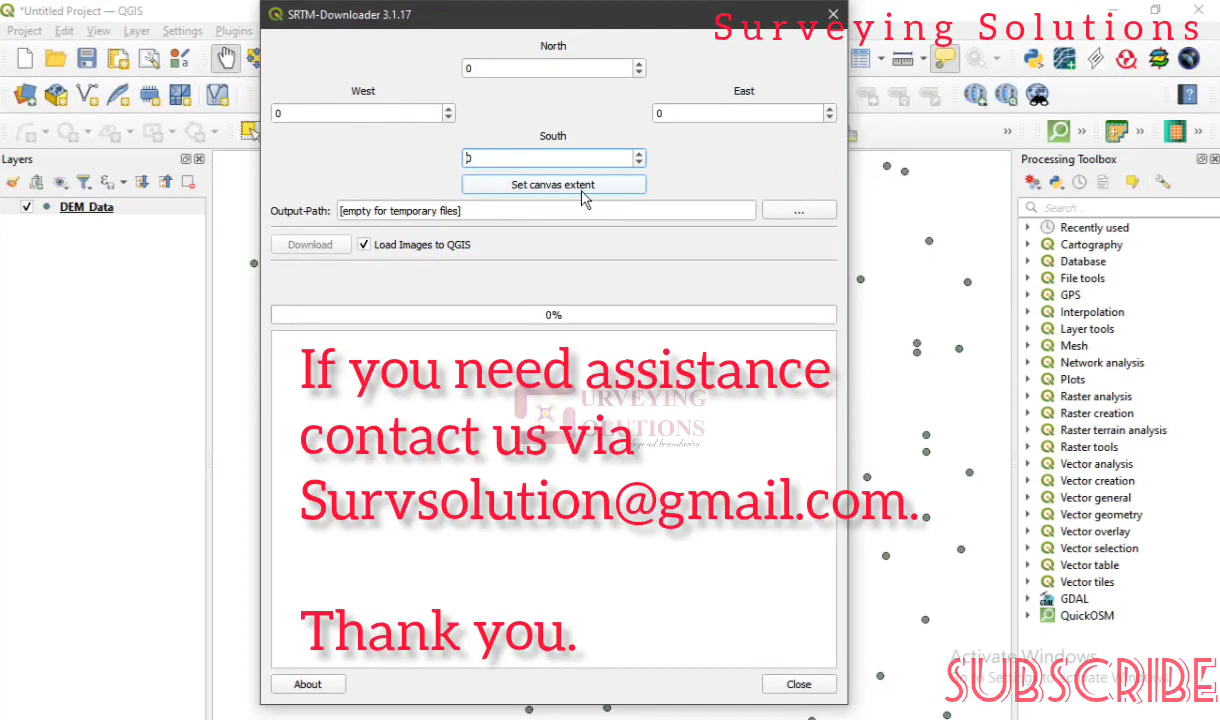 *Untitled Project — QGIS
Project Edit View Layer Settings Plugins
SRTM-Downloader 3.1.17
Surveying Solutions
North
0
West
East
0
0
South
0
Set canvas extent
Output-Path: [empty for temporary files] ...
Download Load Images to QGIS
0%
If you need assistance
contact us via
Survsolution@gmail.com.
Thank you.
URVEYING
OLUTIONS
About Close
Layers
DEM_Data
Processing Toolbox
Search...
Recently used
Cartography
Database
File tools
GPS
Interpolation
Layer tools
Mesh
Network analysis
Plots
Raster analysis
Raster creation
Raster terrain analysis
Raster tools
Vector analysis
Vector creation
Vector general
Vector geometry
Vector overlay
Vector selection
Vector table
Vector tiles
GDAL
QuickOSM
Activate Windows
SUBSCRIBE